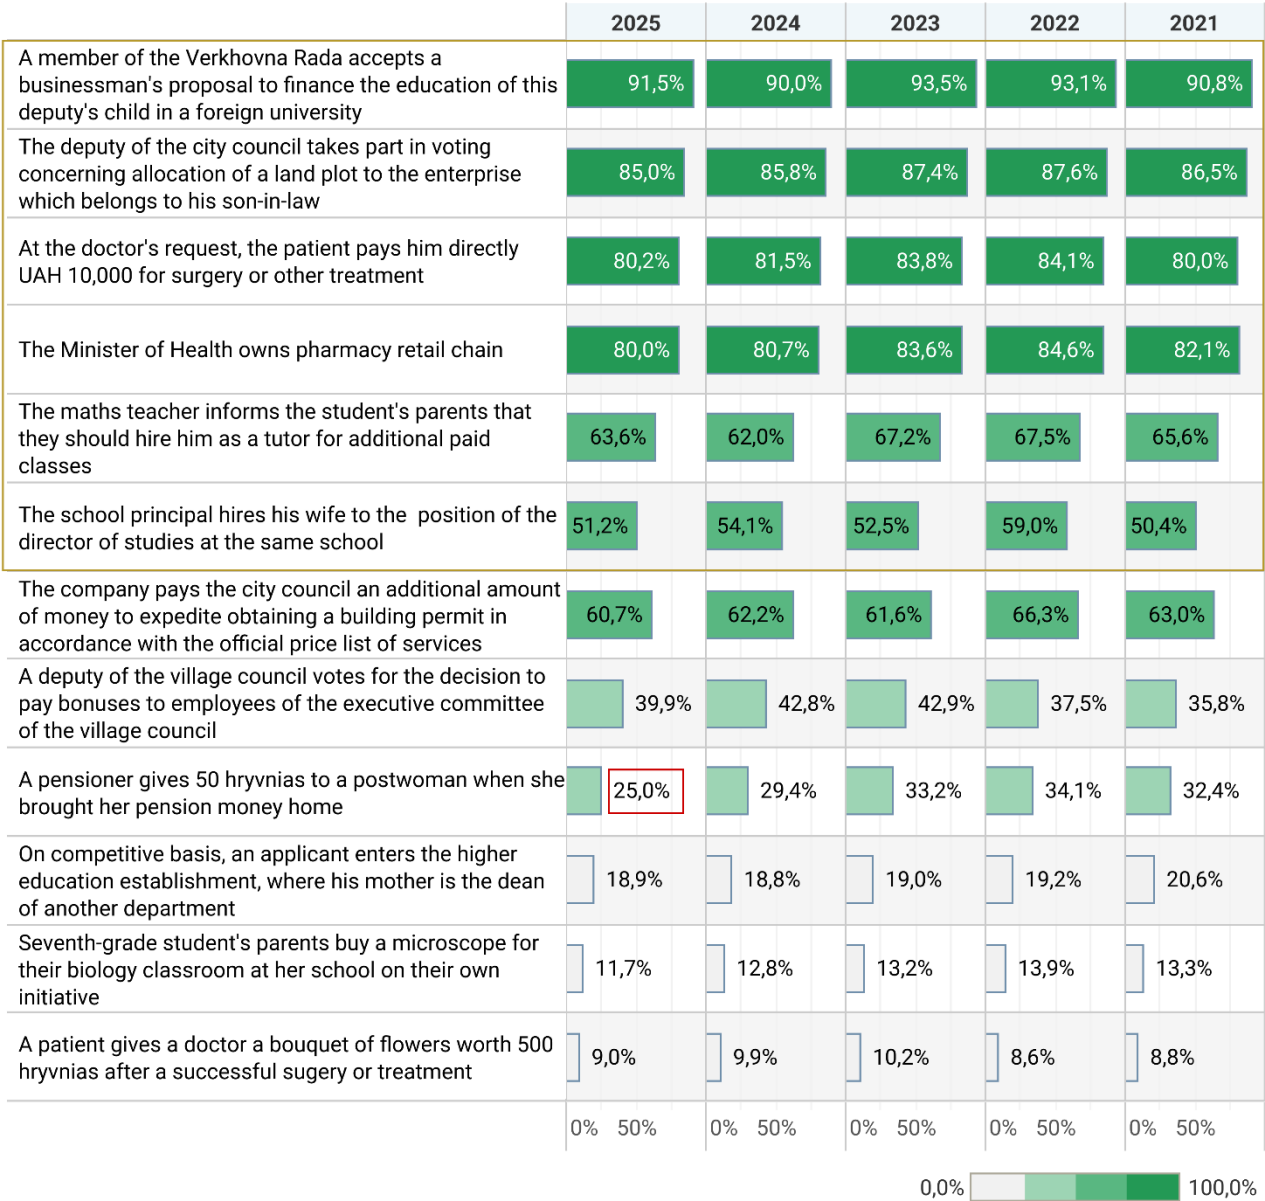 2025 2024 2023 2022 2021
A member of the Verkhovna Rada accepts a
businessman's proposal to finance the education of this
deputy's child in a foreign university
91,5% 90,0% 93,5% 93,1% 90,8%
The deputy of the city council takes part in voting
concerning allocation of a land plot to the enterprise
which belongs to his son-in-law
85,0% 85,8% 87,4% 87,6% 86,5%
At the doctor's request, the patient pays him directly
UAH 10,000 for surgery or other treatment
80,2% 81,5% 83,8% 84,1% 80,0%
The Minister of Health owns pharmacy retail chain
80,0% 80,7% 83,6% 84,6% 82,1%
The maths teacher informs the student's parents that
they should hire him as a tutor for additional paid
classes
63,6% 62,0% 67,2% 67,5% 65,6%
The school principal hires his wife to the position of the
director of studies at the same school
51,2% 54,1% 52,5% 59,0% 50,4%
The company pays the city council an additional amount
of money to expedite obtaining a building permit in
accordance with the official price list of services
60,7% 62,2% 61,6% 66,3% 63,0%
A deputy of the village council votes for the decision to
pay bonuses to employees of the executive committee
of the village council
39,9% 42,8% 42,9% 37,5% 35,8%
A pensioner gives 50 hryvnias to a postwoman when she
brought her pension money home
25,0% 29,4% 33,2% 34,1% 32,4%
On competitive basis, an applicant enters the higher
education establishment, where his mother is the dean
of another department
18,9% 18,8% 19,0% 19,2% 20,6%
Seventh-grade student's parents buy a microscope for
their biology classroom at her school on their own
initiative
11,7% 12,8% 13,2% 13,9% 13,3%
A patient gives a doctor a bouquet of flowers worth 500
hryvnias after a successful sugery or treatment
9,0% 9,9% 10,2% 8,6% 8,8%
0% 50% 0% 50% 0% 50% 0% 50% 0% 50%
0,0% 100,0%